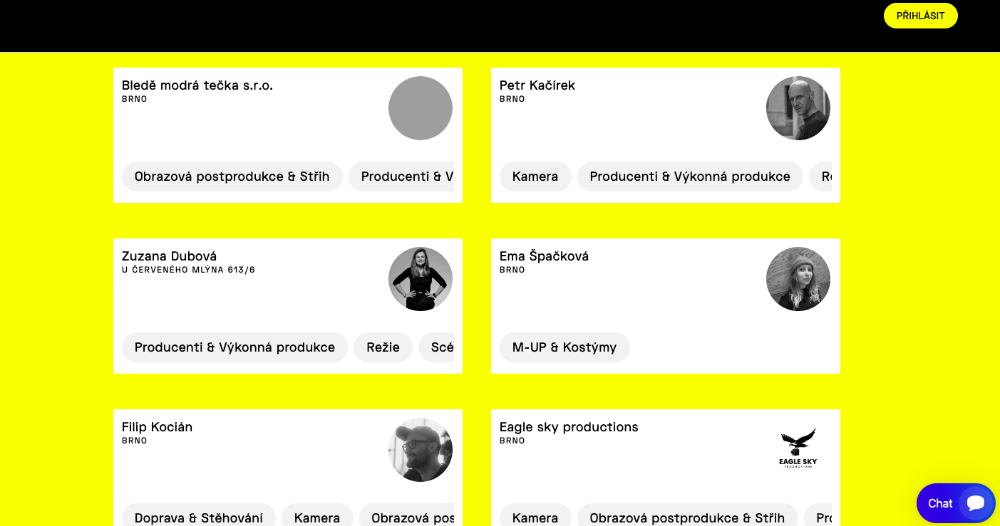 PŘIHLÁSIT
Bledě modrá tečka s.r.o.
BRNO
Obrazová postprodukce & Střih
Producenti & V
Petr Kačírek
BRNO
Kamera
Producenti & Výkonná produkce
Zuzana Dubová
U ČERVENÉHO MLÝNA 613/6
Producenti & Výkonná produkce
Režie
Scé
Ema Špačková
BRNO
M-UP & Kostýmy
Filip Kocián
BRNO
Doprava & Stěhování
Kamera
Obrazová pos
Eagle sky productions
BRNO
EAGLE SKY
PRODUCTIONS
Kamera
Obrazová postprodukce & Střih
Pro
Chat